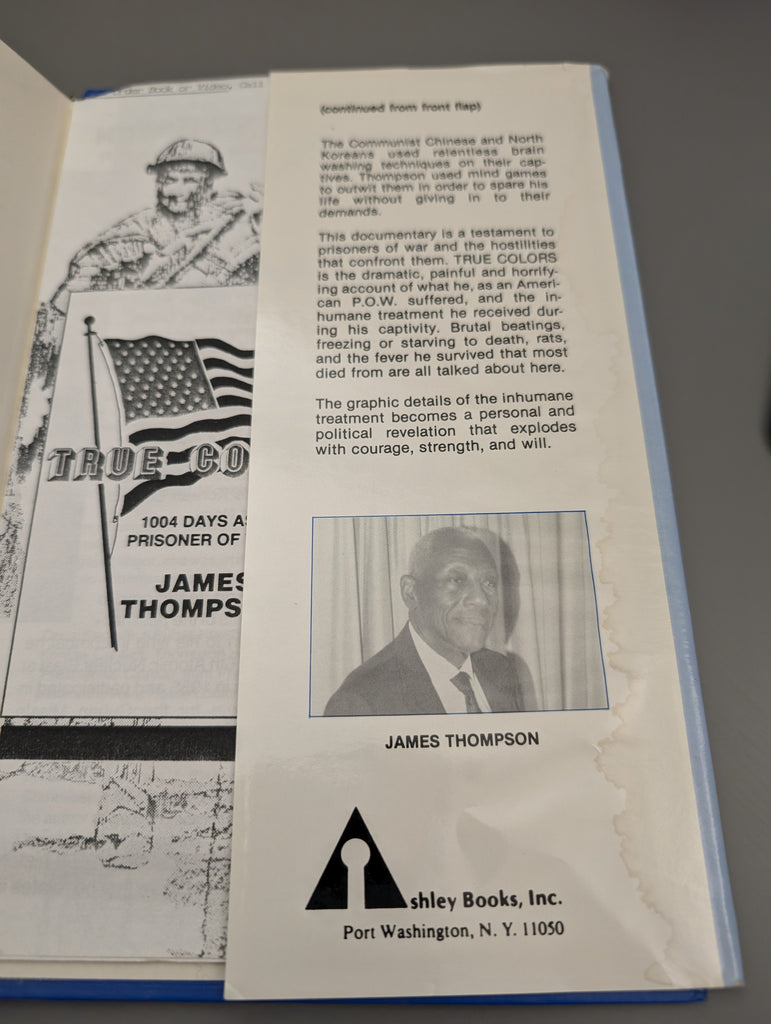 Order Book or Video, Call
TRUE CO
1004 DAYS A
PRISONER OF
JAMES
THOMPS
(continued from front flap)
The Communist Chinese and North
Koreans used relentless brain
washing techniques on their cap-
tives. Thompson used mind games
to outwit them in order to spare his
life without giving in to their
demands.
This documentary is a testament to
prisoners of war and the hostilities
that confront them. TRUE COLORS
is the dramatic, painful and horrify-
ing account of what he, as an Ameri-
can P.O.W. suffered, and the in-
humane treatment he received dur-
ing his captivity. Brutal beatings,
freezing or starving to death, rats,
and the fever he survived that most
died from are all talked about here.
The graphic details of the inhumane
treatment becomes a personal and
political revelation that explodes
with courage, strength, and will.
JAMES THOMPSON
Ashley Books, Inc.
Port Washington, N. Y. 11050